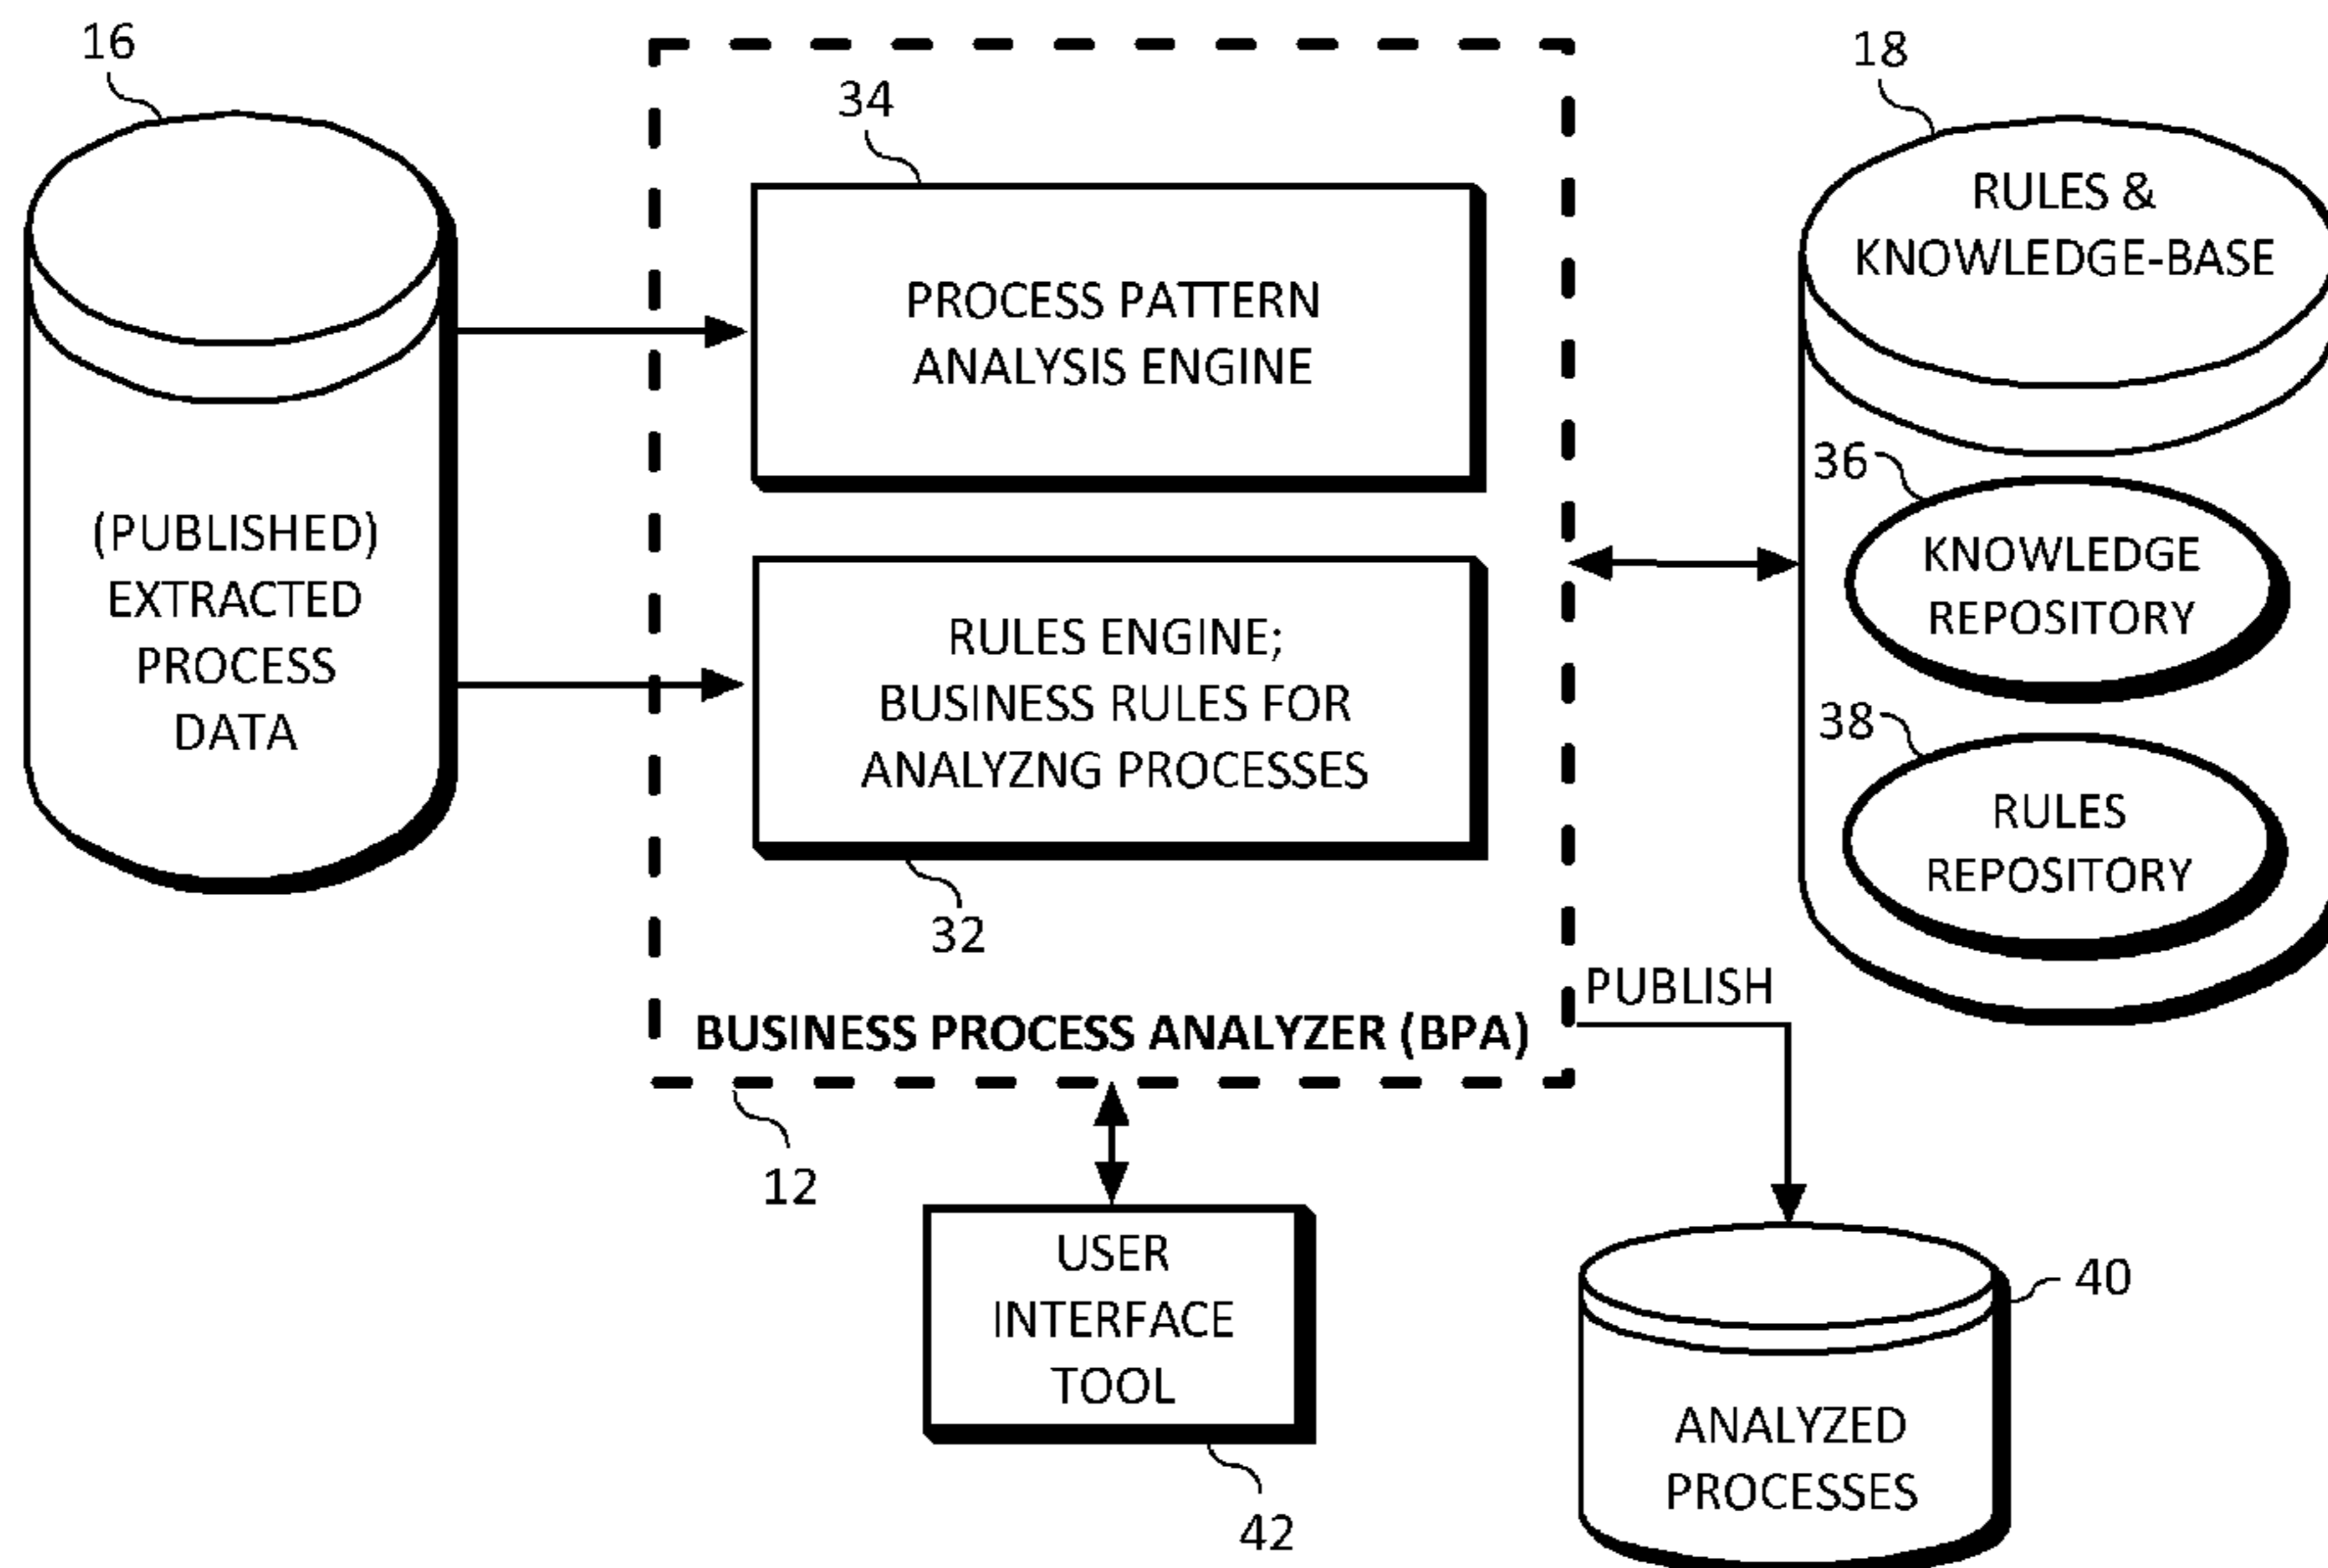 16
34
18
RULES &
KNOWLEDGE-BASE
PROCESS PATTERN
ANALYSIS ENGINE
36
KNOWLEDGE
REPOSITORY
(PUBLISHED)
EXTRACTED
PROCESS
DATA
RULES ENGINE;
BUSINESS RULES FOR
ANALYZNG PROCESSES
38
RULES
REPOSITORY
32
PUBLISH
BUSINESS PROCESS ANALYZER (BPA)
12
USER
INTERFACE
TOOL
42
40
ANALYZED
PROCESSES